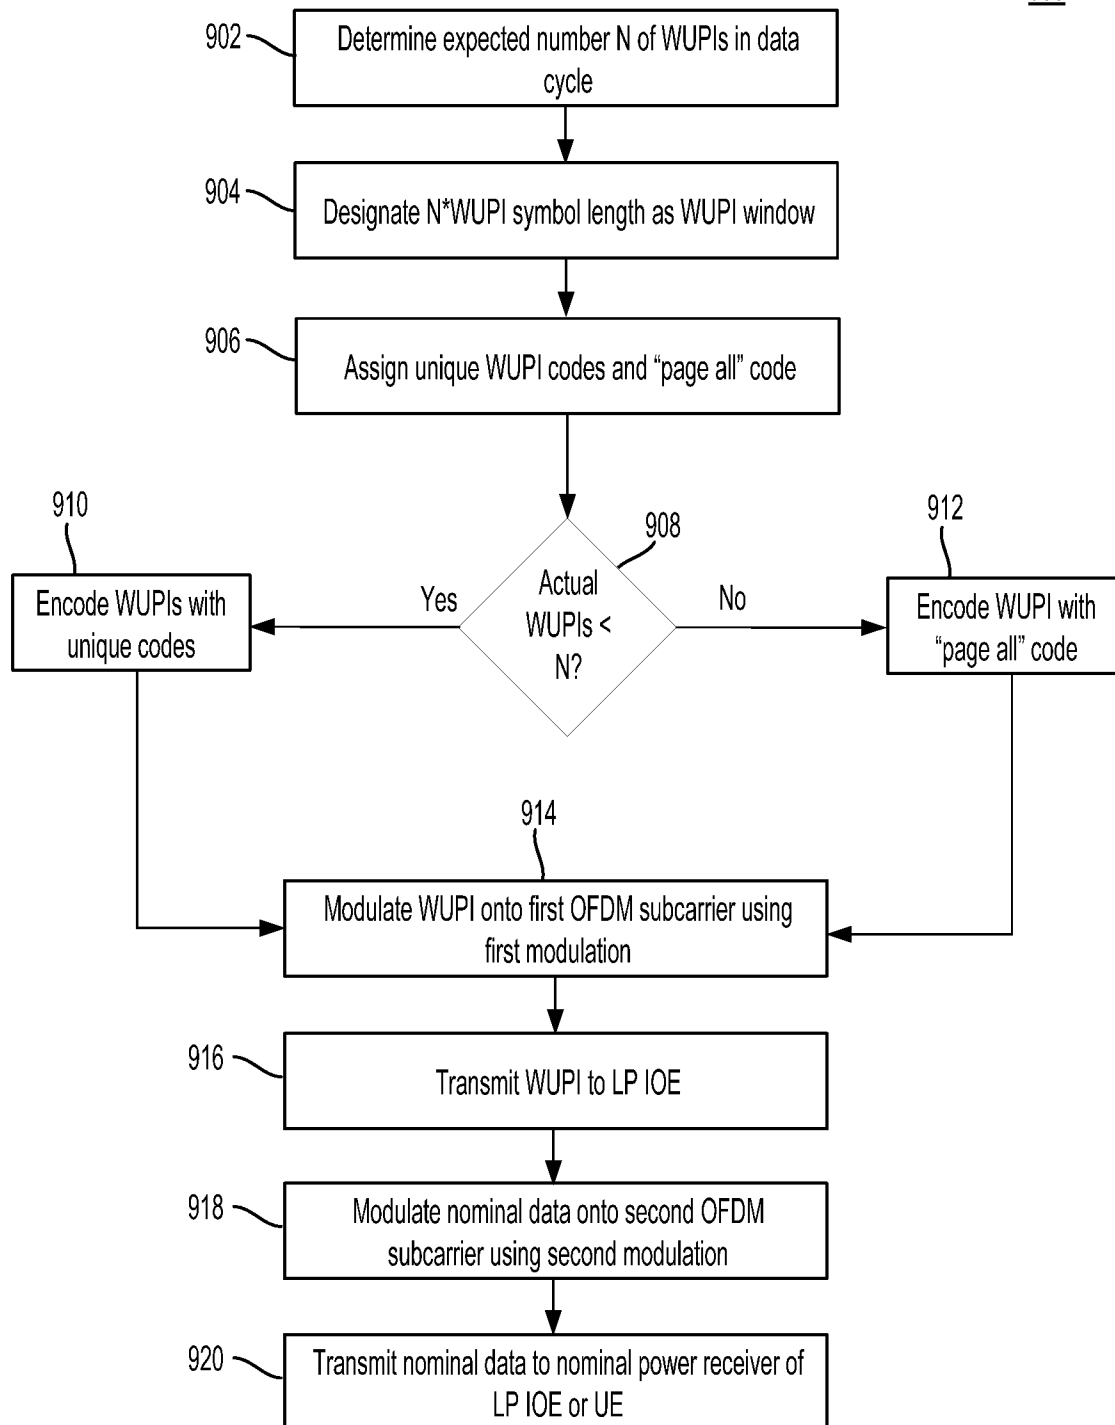 902
Determine expected number N of WUPIs in data
cycle
904
Designate N*WUPI symbol length as WUPI window
906
Assign unique WUPI codes and “page all” code
910
908
912
Encode WUPIs with
unique codes
Yes
Actual
WUPIs <
N?
No
Encode WUPI with
“page all” code
914
Modulate WUPI onto first OFDM subcarrier using
first modulation
916
Transmit WUPI to LP IOE
918
Modulate nominal data onto second OFDM
subcarrier using second modulation
920
Transmit nominal data to nominal power receiver of
LP IOE or UE